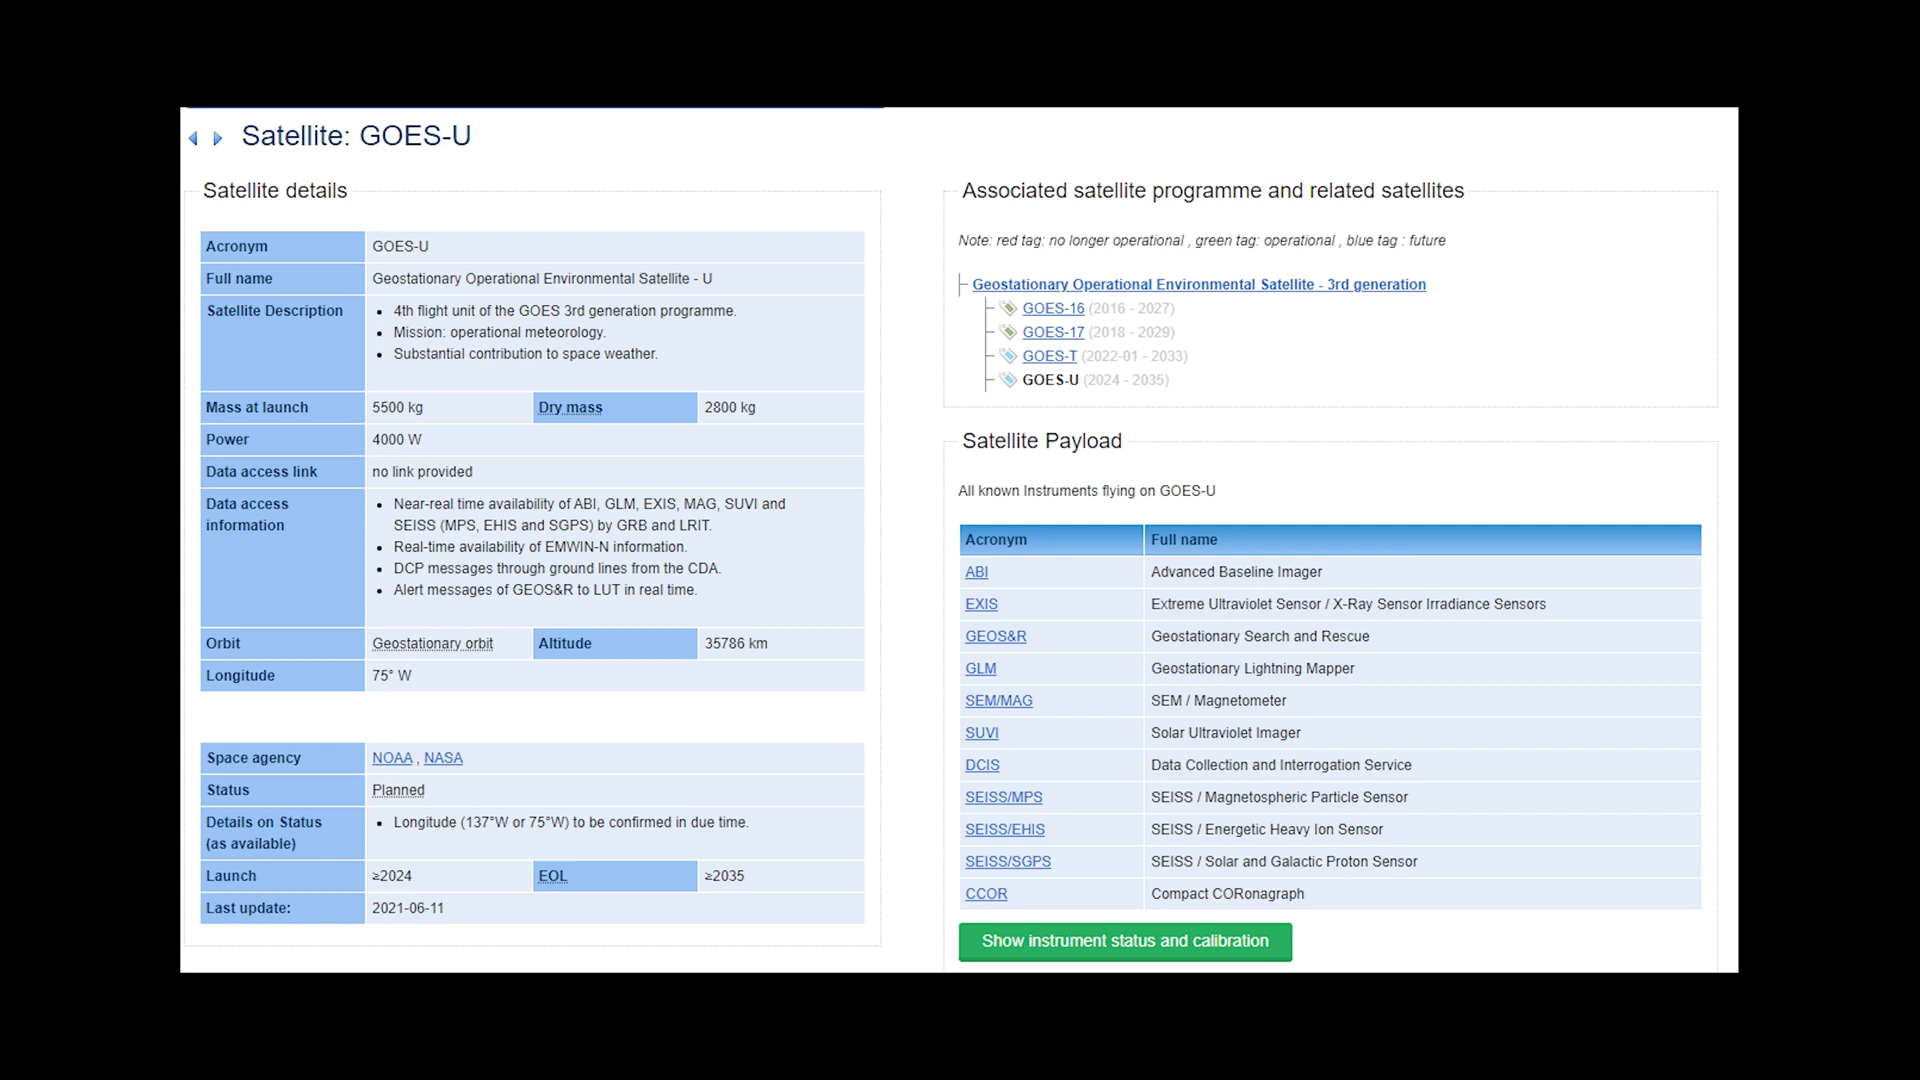 Satellite: GOES-U
Satellite details
Acronym GOES-U
Full name Geostationary Operational Environmental Satellite - U
Satellite Description
• 4th flight unit of the GOES 3rd generation programme.
• Mission: operational meteorology.
• Substantial contribution to space weather.
Mass at launch 5500 kg Dry mass 2800 kg
Power 4000 W
Data access link no link provided
Data access information
• Near-real time availability of ABI, GLM, EXIS, MAG, SUVI and
SEISS (MPS, EHIS and SGPS) by GRB and LRIT.
• Real-time availability of EMWIN-N information.
• DCP messages through ground lines from the CDA.
• Alert messages of GEOS&R to LUT in real time.
Orbit Geostationary orbit Altitude 35786 km
Longitude 75° W
Space agency NOAA , NASA
Status Planned
Details on Status (as available)
• Longitude (137°W or 75°W) to be confirmed in due time.
Launch ≥2024 EOL ≥2035
Last update: 2021-06-11
Associated satellite programme and related satellites
Note: red tag: no longer operational , green tag: operational , blue tag : future
Geostationary Operational Environmental Satellite - 3rd generation
GOES-16 (2016 - 2027)
GOES-17 (2018 - 2029)
GOES-T (2022-01 - 2033)
GOES-U (2024 - 2035)
Satellite Payload
All known Instruments flying on GOES-U
Acronym Full name
ABI Advanced Baseline Imager
EXIS Extreme Ultraviolet Sensor / X-Ray Sensor Irradiance Sensors
GEOS&R Geostationary Search and Rescue
GLM Geostationary Lightning Mapper
SEM/MAG SEM / Magnetometer
SUVI Solar Ultraviolet Imager
DCIS Data Collection and Interrogation Service
SEISS/MPS SEISS / Magnetospheric Particle Sensor
SEISS/EHIS SEISS / Energetic Heavy Ion Sensor
SEISS/SGPS SEISS / Solar and Galactic Proton Sensor
CCOR Compact CORonagraph
Show instrument status and calibration